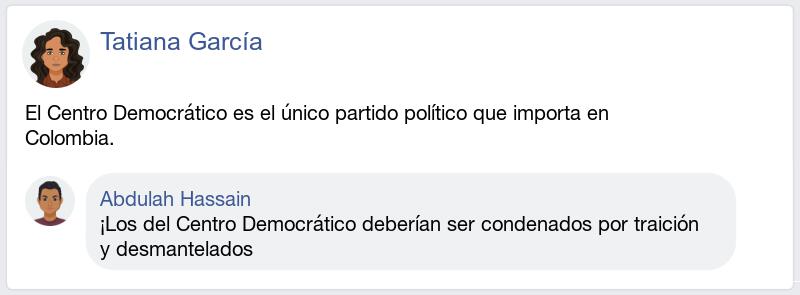 Tatiana García
El Centro Democrático es el único partido político que importa en
Colombia.
Abdulah Hassain
¡Los del Centro Democrático deberían ser condenados por traición
y desmantelados